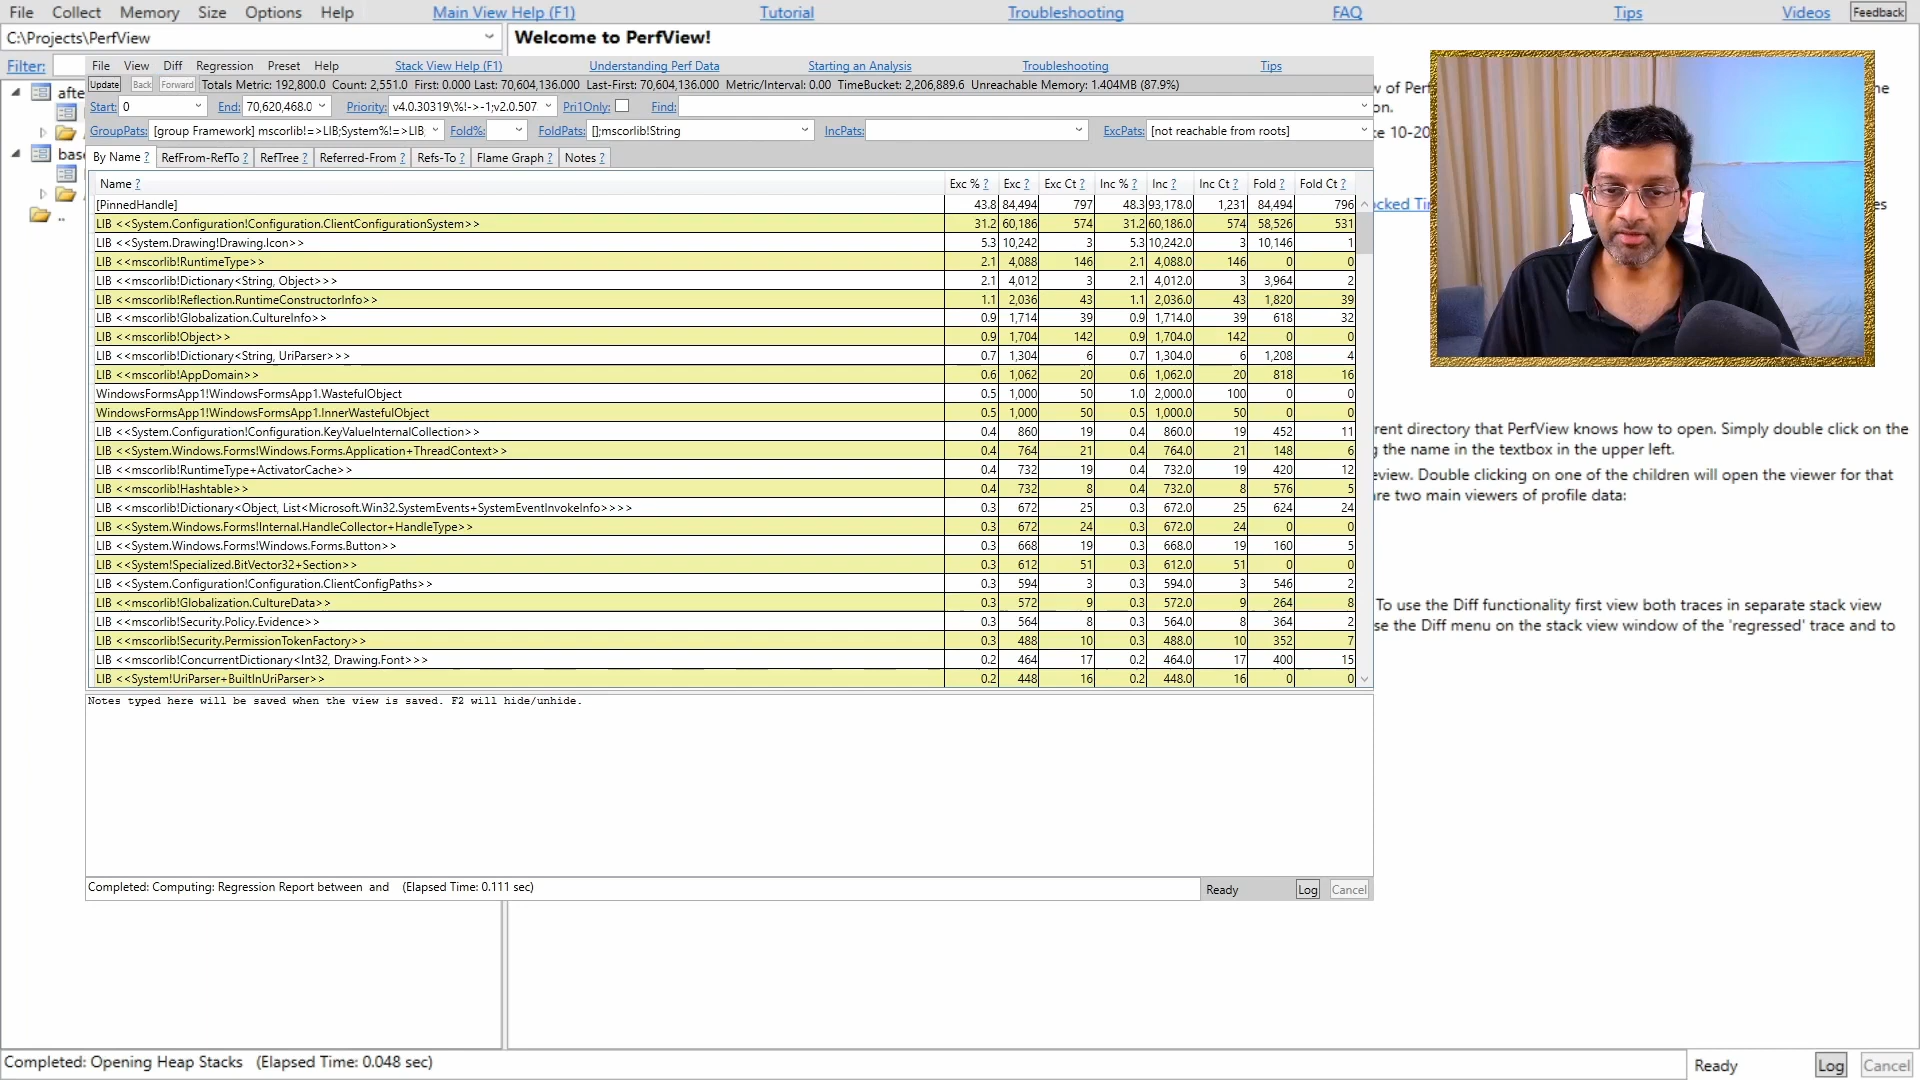 File Collect Memory Size Options Help Main View Help (F1) Tutorial Troubleshooting FAQ Tips Videos Feedback
C:\Projects\PerfView
Welcome to PerfView!
Filter:
File View Diff Regression Preset Help Stack View Help (F1) Understanding Perf Data Starting an Analysis Troubleshooting Tips
Update Back Forward Totals Metric: 192,800.0 Count: 2,551.0 First: 0.000 Last: 70,604,136.000 Last-First: 70,604,136.000 Metric/Interval: 0.00 TimeBucket: 2,206,889.6 Unreachable Memory: 1.404MB (87.9%)
Start: 0 End: 70,620,468.0 Priority: v4.0.30319\%!->-1;v2.0.507 Pri1Only: Find:
GroupPats: [group Framework] mscorlib!=>LIB;System%!=>LIB, Fold%: FoldPats: [];mscorlib!String IncPats: ExcPats: [not reachable from roots]
By Name ? RefFrom-RefTo ? RefTree ? Referred-From ? Refs-To ? Flame Graph ? Notes ?
Name ? Exc % ? Exc ? Exc Ct ? Inc % ? Inc ? Inc Ct ? Fold ? Fold Ct ?
[PinnedHandle] 43.8 84,494 797 48.3 93,178.0 1,231 84,494 796
LIB <<System.Configuration!Configuration.ClientConfigurationSystem>> 31.2 60,186 574 31.2 60,186.0 574 58,526 531
LIB <<System.Drawing!Drawing.Icon>> 5.3 10,242 3 5.3 10,242.0 3 10,146 1
LIB <<mscorlib!RuntimeType>> 2.1 4,088 146 2.1 4,088.0 146 0 0
LIB <<mscorlib!Dictionary<String, Object>>> 2.1 4,012 3 2.1 4,012.0 3 3,964 2
LIB <<mscorlib!Reflection.RuntimeConstructorInfo>> 1.1 2,036 43 1.1 2,036.0 43 1,820 39
LIB <<mscorlib!Globalization.CultureInfo>> 0.9 1,714 39 0.9 1,714.0 39 618 32
LIB <<mscorlib!Object>> 0.9 1,704 142 0.9 1,704.0 142 0 0
LIB <<mscorlib!Dictionary<String, UriParser>>> 0.7 1,304 6 0.7 1,304.0 6 1,208 4
LIB <<mscorlib!AppDomain>> 0.6 1,062 20 0.6 1,062.0 20 818 16
WindowsFormsApp1!WindowsFormsApp1.WastefulObject 0.5 1,000 50 1.0 2,000.0 100 0 0
WindowsFormsApp1!WindowsFormsApp1.InnerWastefulObject 0.5 1,000 50 0.5 1,000.0 50 0 0
LIB <<System.Configuration!Configuration.KeyValueInternalCollection>> 0.4 860 19 0.4 860.0 19 452 11
LIB <<System.Windows.Forms!Windows.Forms.Application+ThreadContext>> 0.4 764 21 0.4 764.0 21 148 6
LIB <<mscorlib!RuntimeType+ActivatorCache>> 0.4 732 19 0.4 732.0 19 420 12
LIB <<mscorlib!Hashtable>> 0.4 732 8 0.4 732.0 8 576 5
LIB <<mscorlib!Dictionary<Object, List<Microsoft.Win32.SystemEvents+SystemEventInvokeInfo>>>> 0.3 672 25 0.3 672.0 25 624 24
LIB <<System.Windows.Forms!Internal.HandleCollector+HandleType>> 0.3 672 24 0.3 672.0 24 0 0
LIB <<System.Windows.Forms!Windows.Forms.Button>> 0.3 668 19 0.3 668.0 19 160 5
LIB <<System!Specialized.BitVector32+Section>> 0.3 612 51 0.3 612.0 51 0 0
LIB <<System.Configuration!Configuration.ClientConfigPaths>> 0.3 594 3 0.3 594.0 3 546 2
LIB <<mscorlib!Globalization.CultureData>> 0.3 572 9 0.3 572.0 9 264 8
LIB <<mscorlib!Security.Policy.Evidence>> 0.3 564 8 0.3 564.0 8 364 2
LIB <<mscorlib!Security.PermissionTokenFactory>> 0.3 488 10 0.3 488.0 10 352 7
LIB <<mscorlib!ConcurrentDictionary<Int32, Drawing.Font>>> 0.2 464 17 0.2 464.0 17 400 15
LIB <<System!UriParser+BuiltInUriParser>> 0.2 448 16 0.2 448.0 16 0 0
Notes typed here will be saved when the view is saved. F2 will hide/unhide.
Completed: Computing: Regression Report between and (Elapsed Time: 0.111 sec) Ready Log Cancel
afte
base
..
w of Perf
ne
on.
e 10-20
ocked Tim
es
rent directory that PerfView knows how to open. Simply double click on the
g the name in the textbox in the upper left.
eview. Double clicking on one of the children will open the viewer for that
are two main viewers of profile data:
To use the Diff functionality first view both traces in separate stack view
se the Diff menu on the stack view window of the 'regressed' trace and to
Completed: Opening Heap Stacks (Elapsed Time: 0.048 sec) Ready Log Cancel